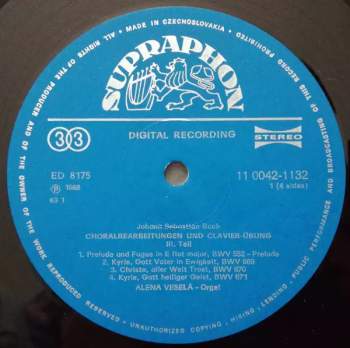 ALL RIGHTS OF THE PRODUCER AND OF THE OWNER OF THE WORK REPRODUCED RESERVED • UNAUTHORIZED COPYING, HIRING, LENDING, PUBLIC PERFORMANCE AND BROADCASTING OF THIS RECORD PROHIBITED • MADE IN CZECHOSLOVAKIA •
SUPRAPHON
33
DIGITAL RECORDING
STEREO
ED 8175
11 0042-1132
Ⓟ 1988
1 (4 sides)
63 1
Johann Sebastian Bach
CHORALBEARBEITUNGEN UND CLAVIER-ÜBUNG
III. Teil
1. Prelude and Fugue in E flat major, BWV 552 - Prelude
2. Kyrie, Gott Vater in Ewigkeit, BWV 669
3. Christe, aller Welt Trost, BWV 670
4. Kyrie, Gott heiliger Geist, BWV 671
ALENA VESELÁ - Orgel